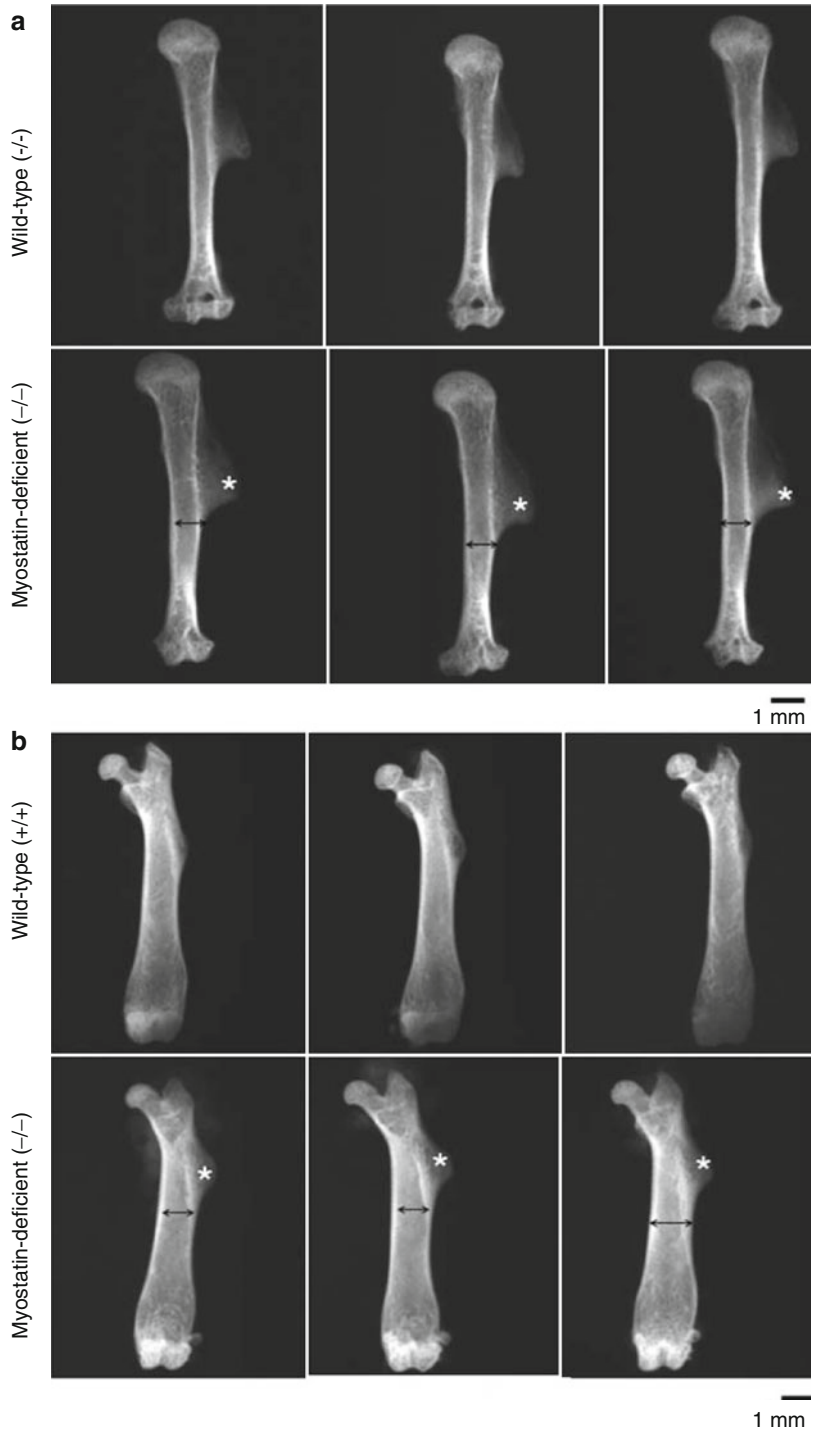 a
Wild-type (-/-)
Myostatin-deficient (–/–)
*
*
*
1 mm
b
Wild-type (+/+)
Myostatin-deficient (–/–)
*
*
*
1 mm